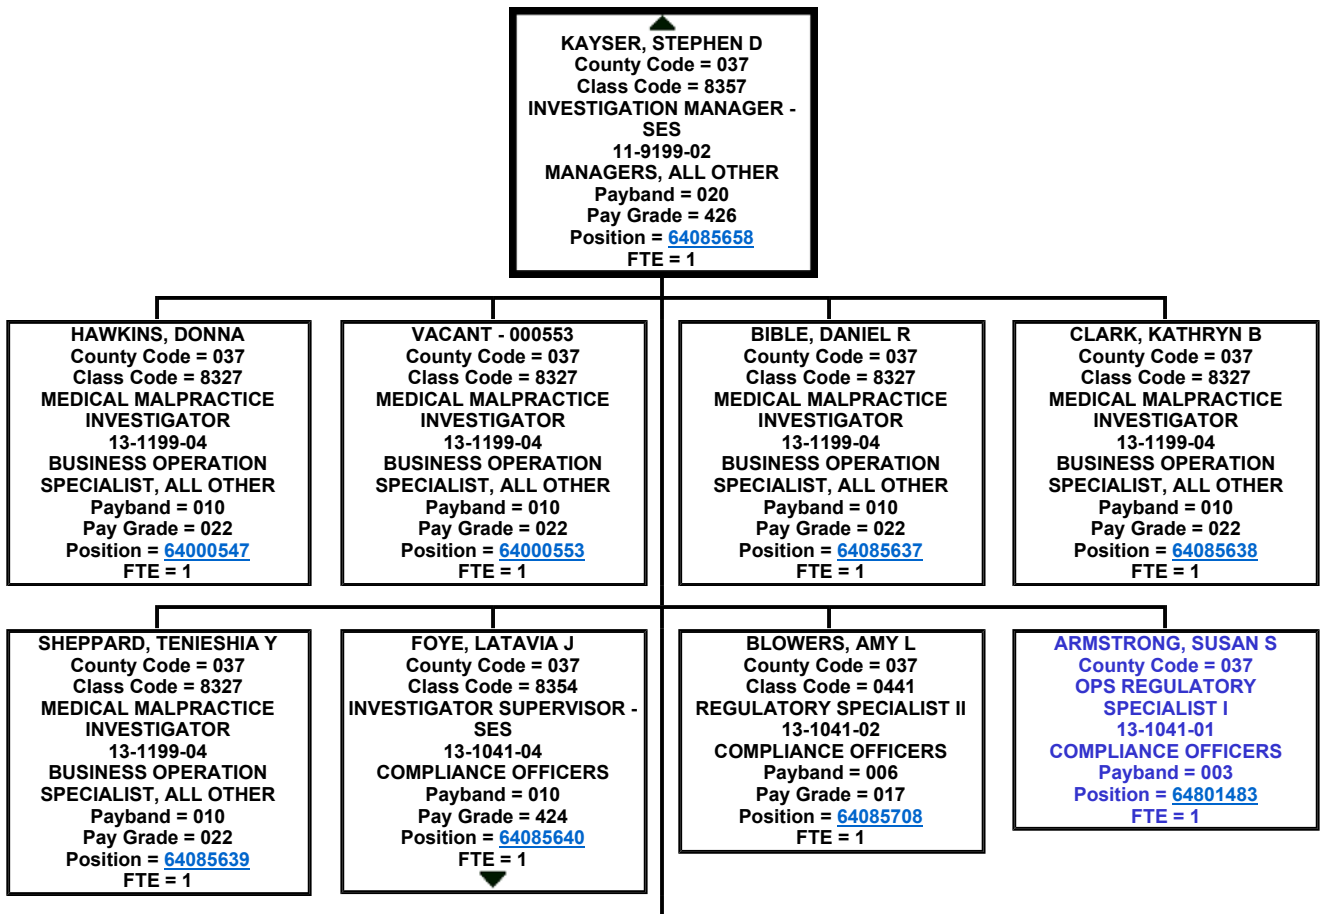 KAYSER, STEPHEN D
County Code = 037
Class Code = 8357
INVESTIGATION MANAGER -
SES
11-9199-02
MANAGERS, ALL OTHER
Payband = 020
Pay Grade = 426
Position = 64085658
FTE = 1
HAWKINS, DONNA
County Code = 037
Class Code = 8327
MEDICAL MALPRACTICE
INVESTIGATOR
13-1199-04
BUSINESS OPERATION
SPECIALIST, ALL OTHER
Payband = 010
Pay Grade = 022
Position = 64000547
FTE = 1
VACANT - 000553
County Code = 037
Class Code = 8327
MEDICAL MALPRACTICE
INVESTIGATOR
13-1199-04
BUSINESS OPERATION
SPECIALIST, ALL OTHER
Payband = 010
Pay Grade = 022
Position = 64000553
FTE = 1
BIBLE, DANIEL R
County Code = 037
Class Code = 8327
MEDICAL MALPRACTICE
INVESTIGATOR
13-1199-04
BUSINESS OPERATION
SPECIALIST, ALL OTHER
Payband = 010
Pay Grade = 022
Position = 64085637
FTE = 1
CLARK, KATHRYN B
County Code = 037
Class Code = 8327
MEDICAL MALPRACTICE
INVESTIGATOR
13-1199-04
BUSINESS OPERATION
SPECIALIST, ALL OTHER
Payband = 010
Pay Grade = 022
Position = 64085638
FTE = 1
SHEPPARD, TENIESHIA Y
County Code = 037
Class Code = 8327
MEDICAL MALPRACTICE
INVESTIGATOR
13-1199-04
BUSINESS OPERATION
SPECIALIST, ALL OTHER
Payband = 010
Pay Grade = 022
Position = 64085639
FTE = 1
FOYE, LATAVIA J
County Code = 037
Class Code = 8354
INVESTIGATOR SUPERVISOR -
SES
13-1041-04
COMPLIANCE OFFICERS
Payband = 010
Pay Grade = 424
Position = 64085640
FTE = 1
BLOWERS, AMY L
County Code = 037
Class Code = 0441
REGULATORY SPECIALIST II
13-1041-02
COMPLIANCE OFFICERS
Payband = 006
Pay Grade = 017
Position = 64085708
FTE = 1
ARMSTRONG, SUSAN S
County Code = 037
OPS REGULATORY
SPECIALIST I
13-1041-01
COMPLIANCE OFFICERS
Payband = 003
Position = 64801483
FTE = 1